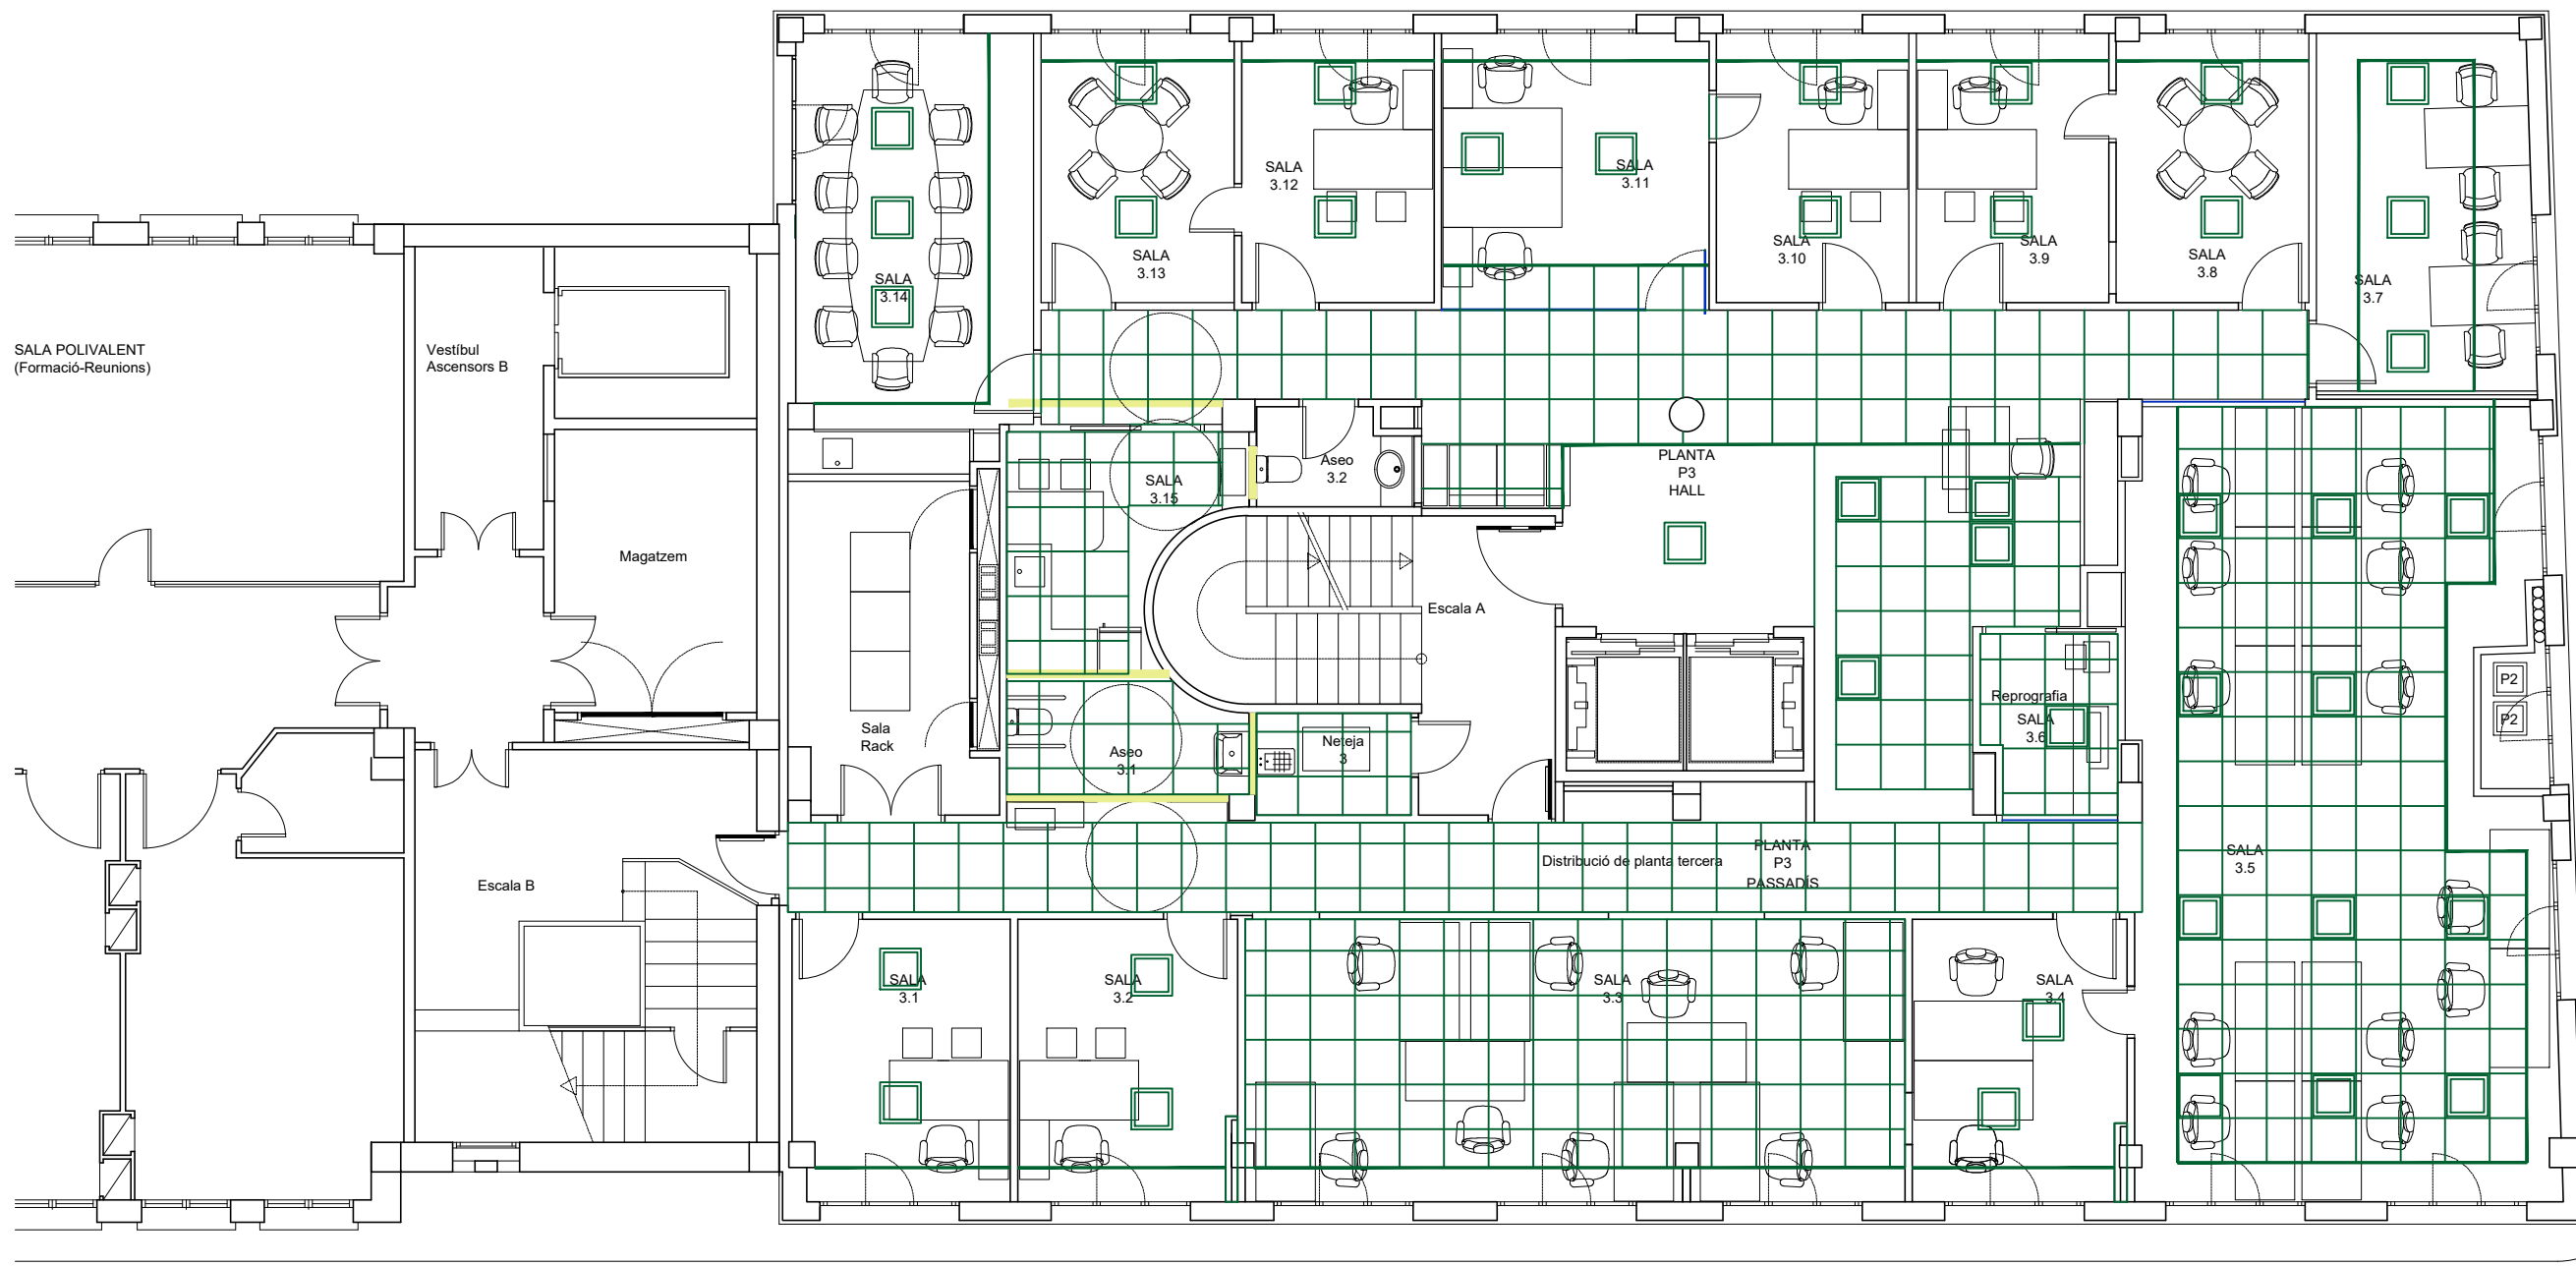 SALA
3.12
SALA
3.11
SALA
3.13
SALA
3.10
SALA
3.9
SALA
3.8
SALA
3.14
SALA
3.7
SALA POLIVALENT
(Formació-Reunions)
Vestíbul
Ascensors B
Aseo
3.2
PLANTA
P3
HALL
SALA
3.15
Magatzem
Escala A
P2
P2
Reprografia
SALA
3.6
Sala
Rack
Aseo
3.1
Neteja
3
Distribució de planta tercera
PLANTA
P3
PASSADÍS
SALA
3.5
Escala B
SALA
3.1
SALA
3.2
SALA
3.3
SALA
3.4